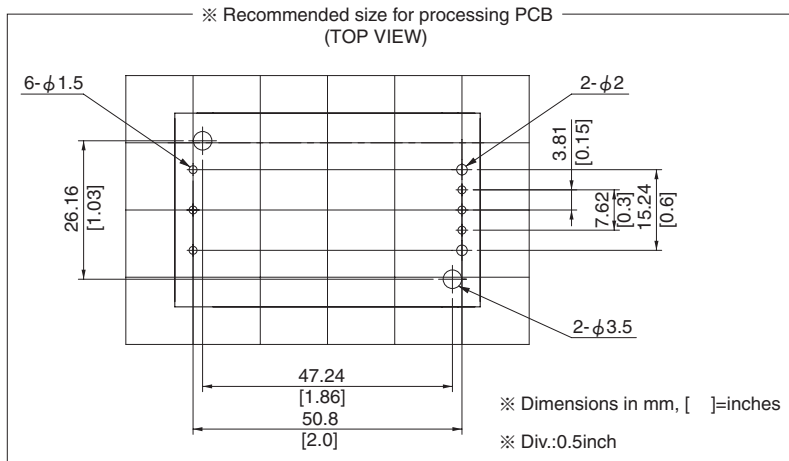 ※ Recommended size for processing PCB
(TOP VIEW)
6-φ1.5
2-φ2
3.81
[0.15]
26.16
[1.03]
7.62
[0.3]
15.24
[0.6]
2-φ3.5
47.24
[1.86]
50.8
[2.0]
※ Dimensions in mm, [ ]=inches
※ Div.:0.5inch